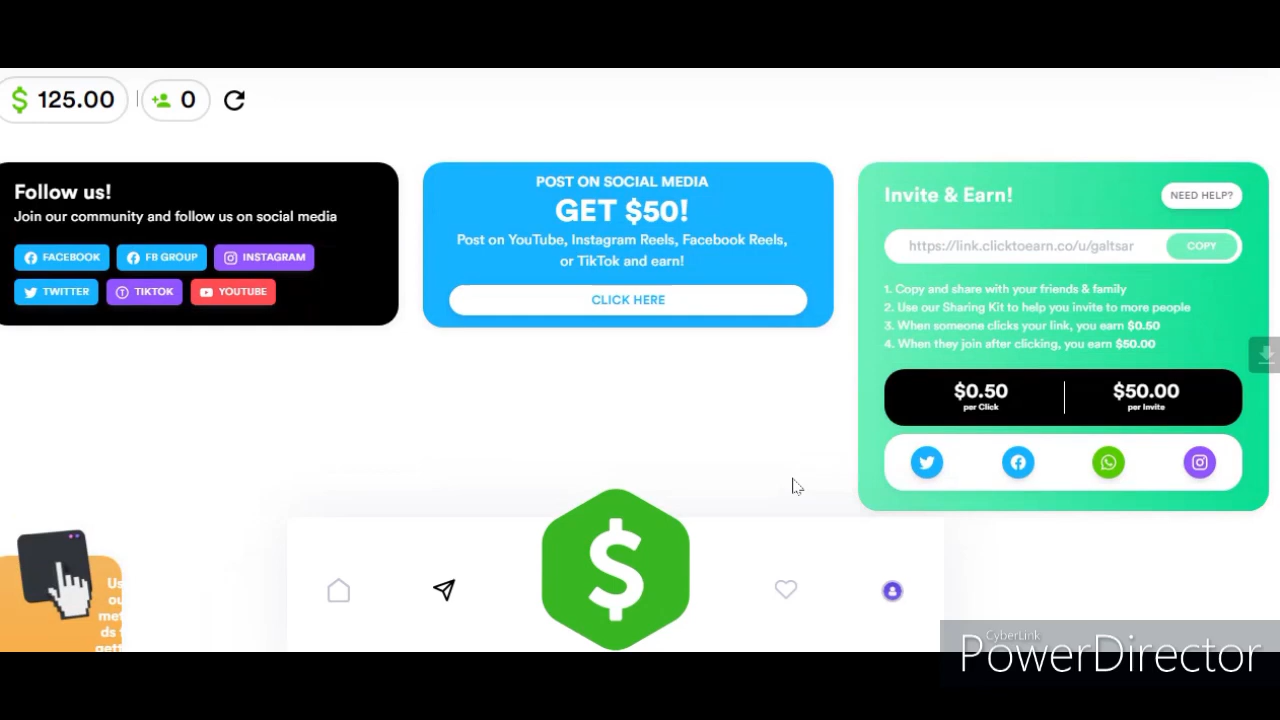 $ 125.00
0
Follow us!
Join our community and follow us on social media
FACEBOOK
FB GROUP
INSTAGRAM
TWITTER
TIKTOK
YOUTUBE
POST ON SOCIAL MEDIA
GET $50!
Post on YouTube, Instagram Reels, Facebook Reels,
or TikTok and earn!
CLICK HERE
Invite & Earn!
NEED HELP?
https://link.clicktoearn.co/u/galtsar
COPY
1. Copy and share with your friends & family
2. Use our Sharing Kit to help you invite to more people
3. When someone clicks your link, you earn $0.50
4. When they join after clicking, you earn $50.00
$0.50
per Click
$50.00
per Invite
$
CyberLink
PowerDirector